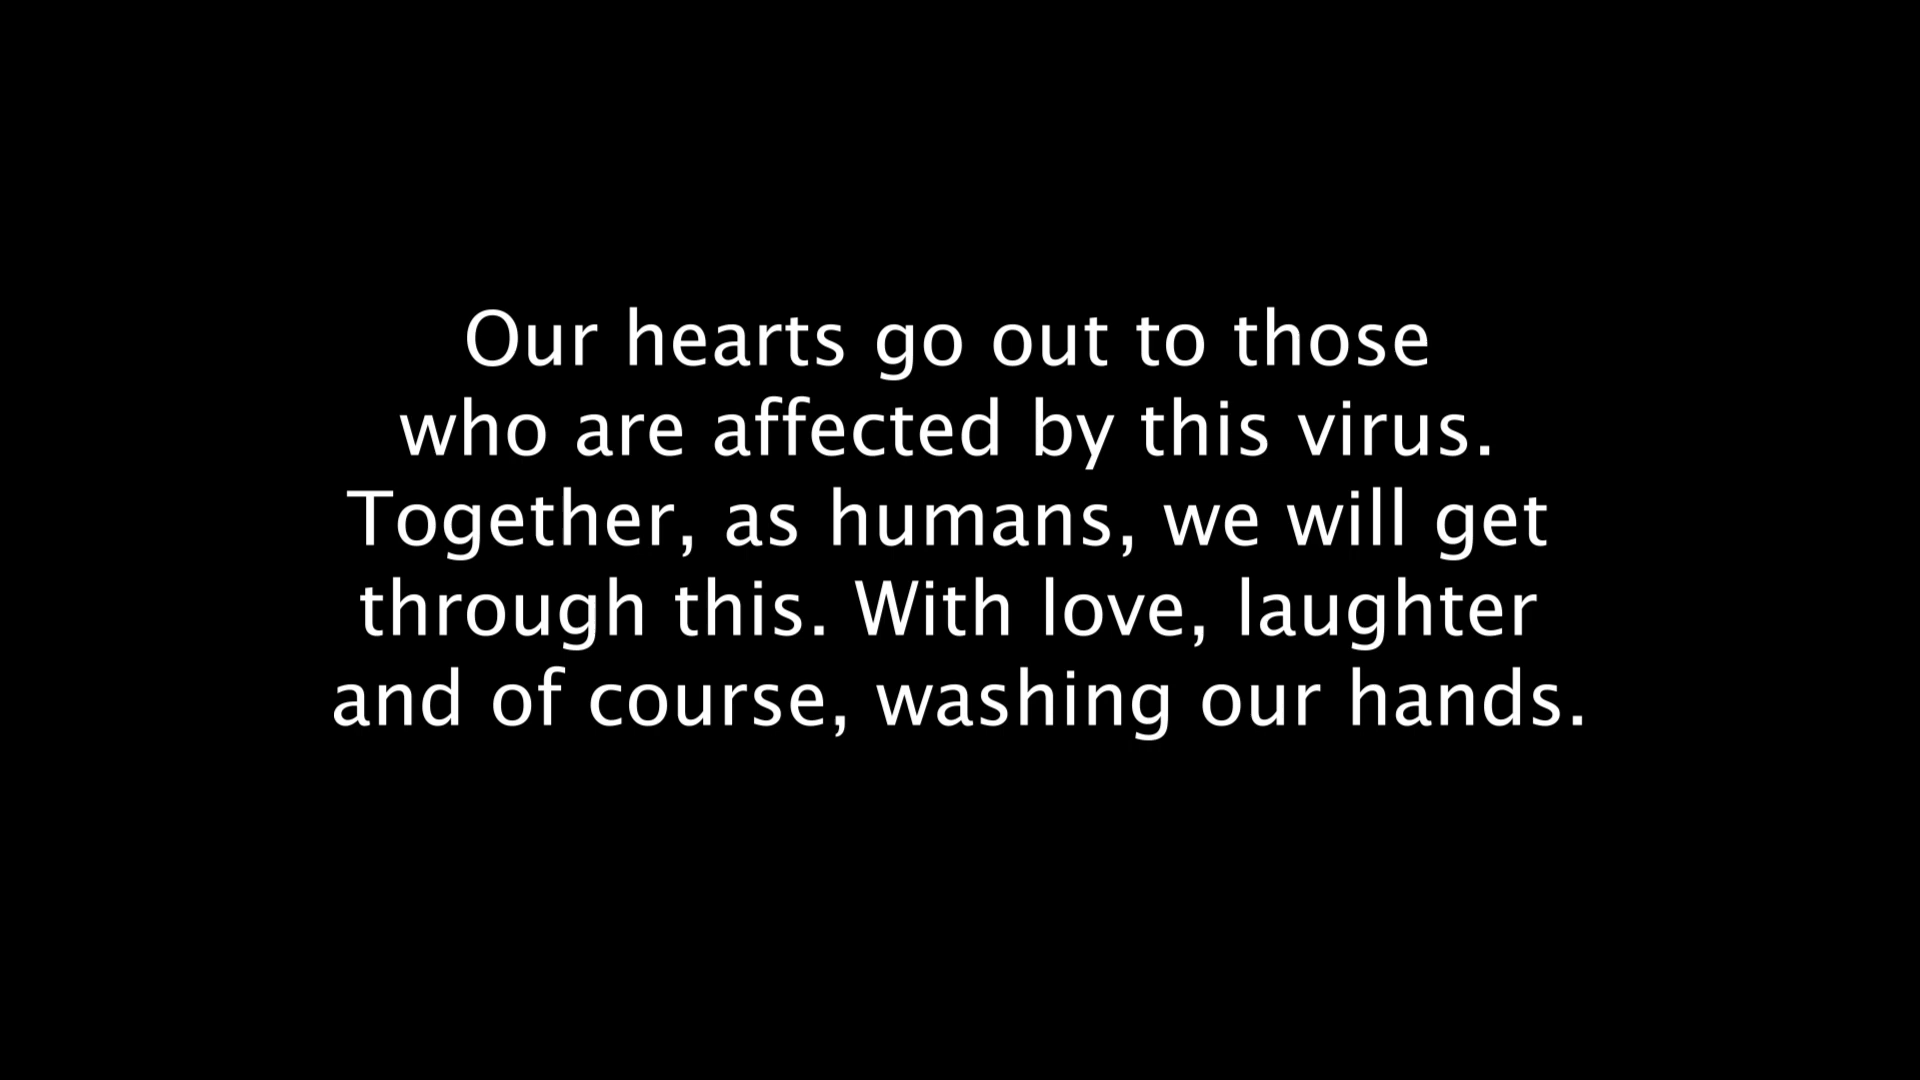 Our hearts go out to those
who are affected by this virus.
Together, as humans, we will get
through this. With love, laughter
and of course, washing our hands.